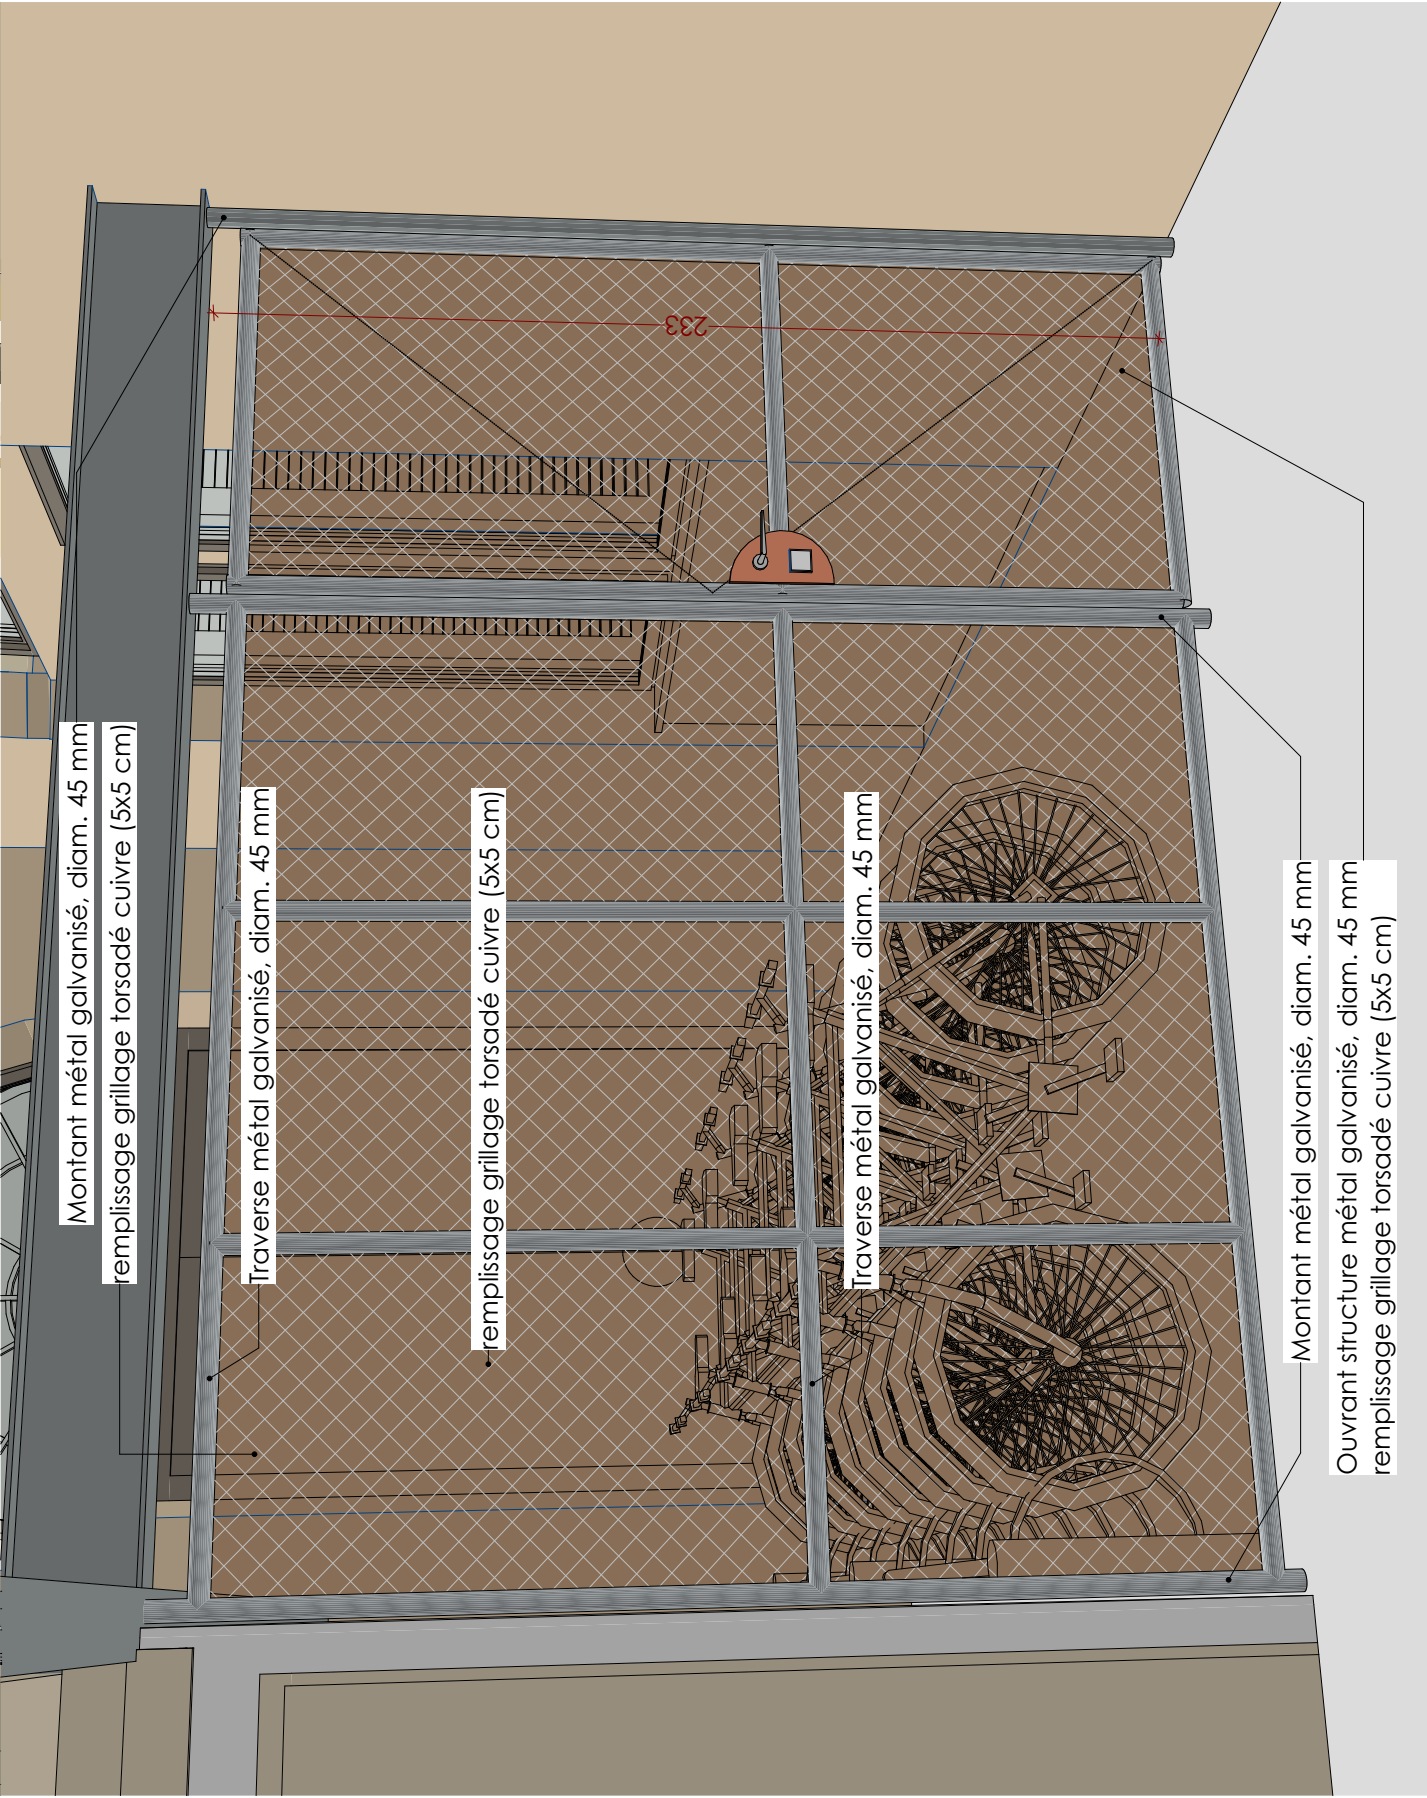 Montant métal galvanisé, diam. 45 mm
remplissage grillage torsadé cuivre (5x5 cm)
Traverse métal galvanisé, diam. 45 mm
remplissage grillage torsadé cuivre (5x5 cm)
233
Traverse métal galvanisé, diam. 45 mm
Montant métal galvanisé, diam. 45 mm
Ouvrant structure métal galvanisé, diam. 45 mm
remplissage grillage torsadé cuivre (5x5 cm)